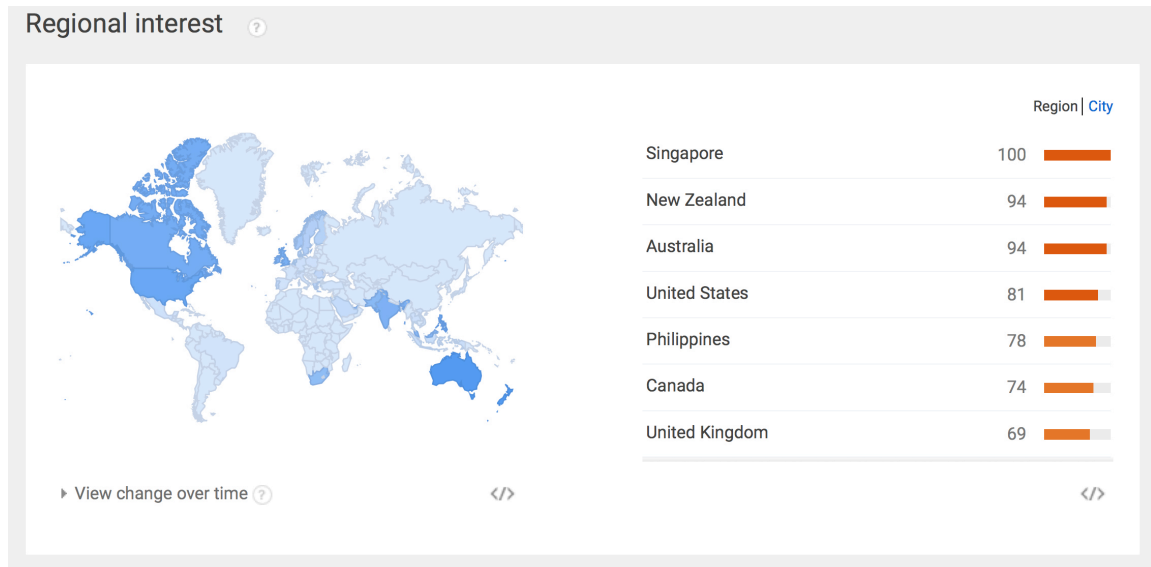 Regional interest ?
Region | City
Singapore 100
New Zealand 94
Australia 94
United States 81
Philippines 78
Canada 74
United Kingdom 69
View change over time ?
</> </>